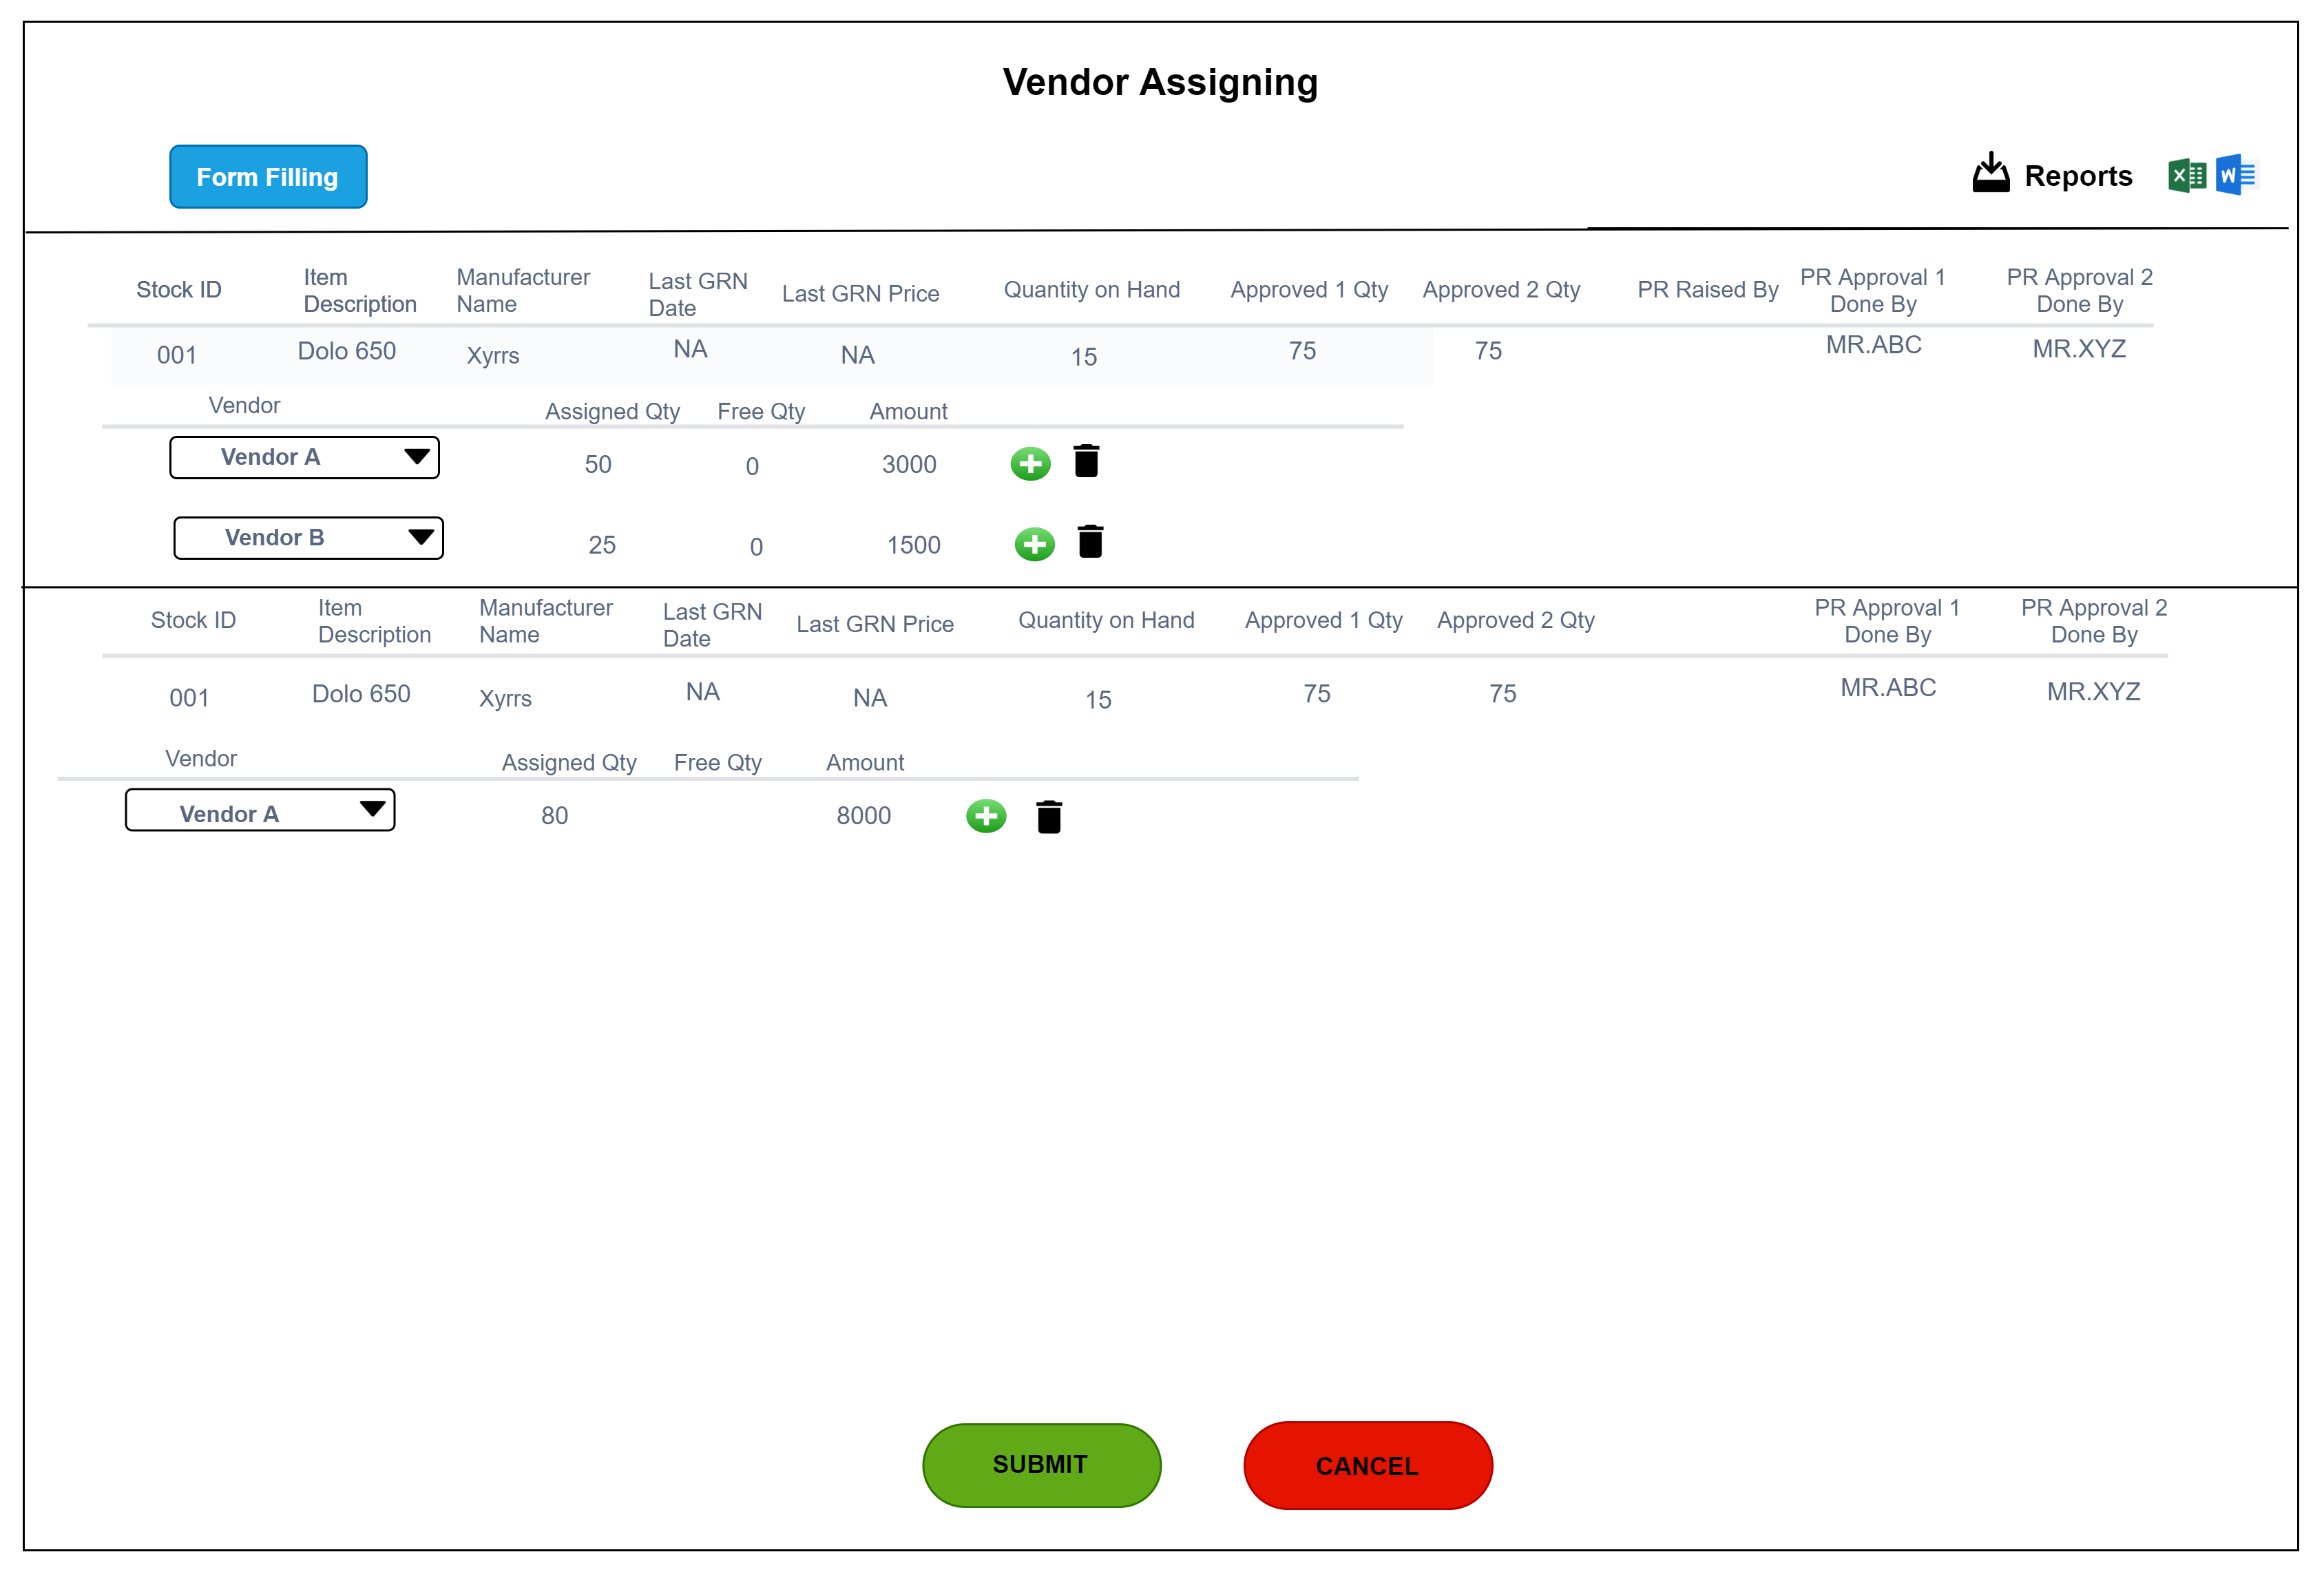 Vendor Assigning
Form Filling
Reports
Stock ID
Item
Description
Manufacturer
Name
Last GRN
Date
Last GRN Price
Quantity on Hand
Approved 1 Qty
Approved 2 Qty
PR Raised By
PR Approval 1
Done By
PR Approval 2
Done By
001
Dolo 650
Xyrrs
NA
NA
15
75
75
MR.ABC
MR.XYZ
Vendor
Assigned Qty
Free Qty
Amount
Vendor A
50
0
3000
Vendor B
25
0
1500
Stock ID
Item
Description
Manufacturer
Name
Last GRN
Date
Last GRN Price
Quantity on Hand
Approved 1 Qty
Approved 2 Qty
PR Approval 1
Done By
PR Approval 2
Done By
001
Dolo 650
Xyrrs
NA
NA
15
75
75
MR.ABC
MR.XYZ
Vendor
Assigned Qty
Free Qty
Amount
Vendor A
80
8000
SUBMIT
CANCEL